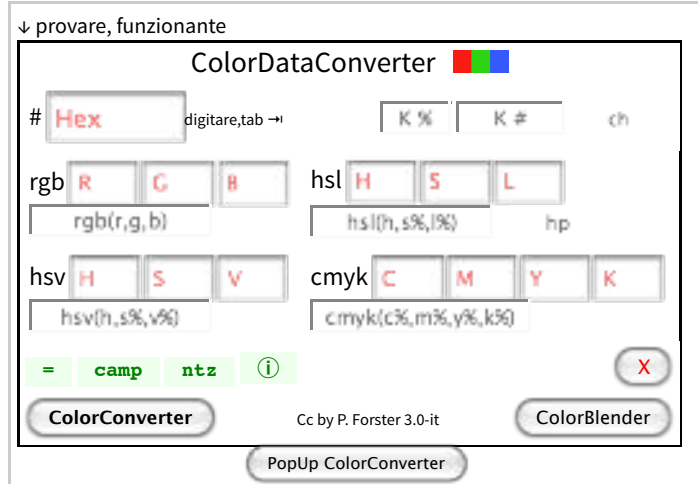 ↓ provare, funzionante
ColorDataConverter
# Hex digitare,tab ⇥ K % K # ch
rgb R G B hsl H S L
rgb(r,g,b) hsl(h,s%,l%) hp
hsv H S V cmyk C M Y K
hsv(h,s%,v%) cmyk(c%,m%,y%,k%)
= camp ntz ⓘ X
ColorConverter Cc by P. Forster 3.0-it ColorBlender
PopUp ColorConverter